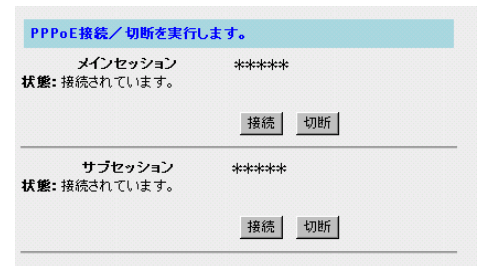 PPPoE接続／切断を実行します。
メインセッション *****
状態: 接続されています。
接続 切断
サブセッション *****
状態: 接続されています。
接続 切断